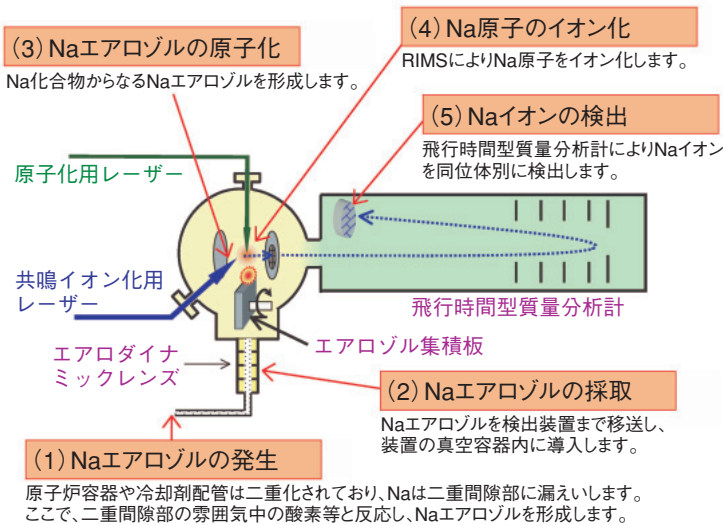 (3)Naエアロゾルの原子化
Na化合物からなるNaエアロゾルを形成します。
(4)Na原子のイオン化
RIMSによりNa原子をイオン化します。
(5)Naイオンの検出
飛行時間型質量分析計によりNaイオン
を同位体別に検出します。
原子化用レーザー
共鳴イオン化用
レーザー
飛行時間型質量分析計
エアロゾル集積板
エアロダイナ
ミックレンズ
(2)Naエアロゾルの採取
Naエアロゾルを検出装置まで移送し、
装置の真空容器内に導入します。
(1)Naエアロゾルの発生
原子炉容器や冷却剤配管は二重化されており、Naは二重間隙部に漏えいします。
ここで、二重間隙部の雰囲気中の酸素等と反応し、Naエアロゾルを形成します。